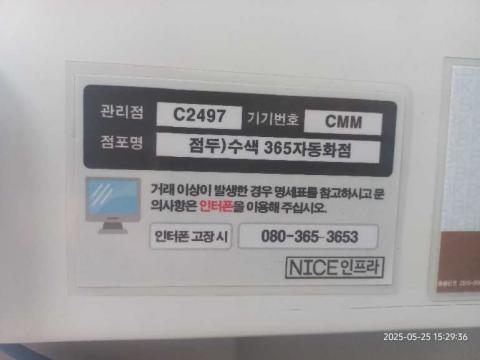 관리점 C2497 기기번호 CMM
점포명 점두)수색 365자동화점
거래 이상이 발생한 경우 명세표를 참고하시고 문
의사항은 인터폰을 이용해 주십시오.
인터폰 고장 시 080-365-3653
NICE인프라
2025-05-25 15:29:36